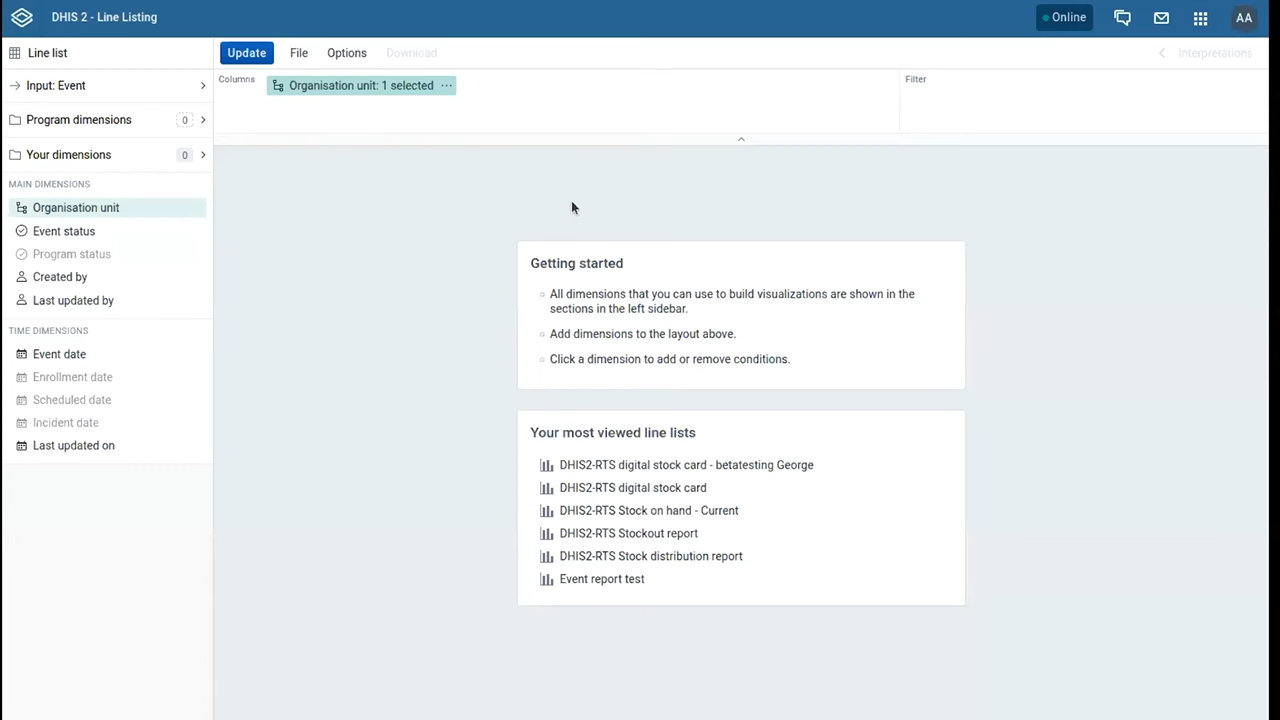 DHIS 2 - Line Listing
Online
AA
Line list
Update
File
Options
Download
Interpretations
Input: Event
Columns
Organisation unit: 1 selected
Filter
Program dimensions
0
Your dimensions
0
MAIN DIMENSIONS
Organisation unit
Event status
Program status
Created by
Last updated by
TIME DIMENSIONS
Event date
Enrollment date
Scheduled date
Incident date
Last updated on
Getting started
All dimensions that you can use to build visualizations are shown in the
sections in the left sidebar.
Add dimensions to the layout above.
Click a dimension to add or remove conditions.
Your most viewed line lists
DHIS2-RTS digital stock card - betatesting George
DHIS2-RTS digital stock card
DHIS2-RTS Stock on hand - Current
DHIS2-RTS Stockout report
DHIS2-RTS Stock distribution report
Event report test